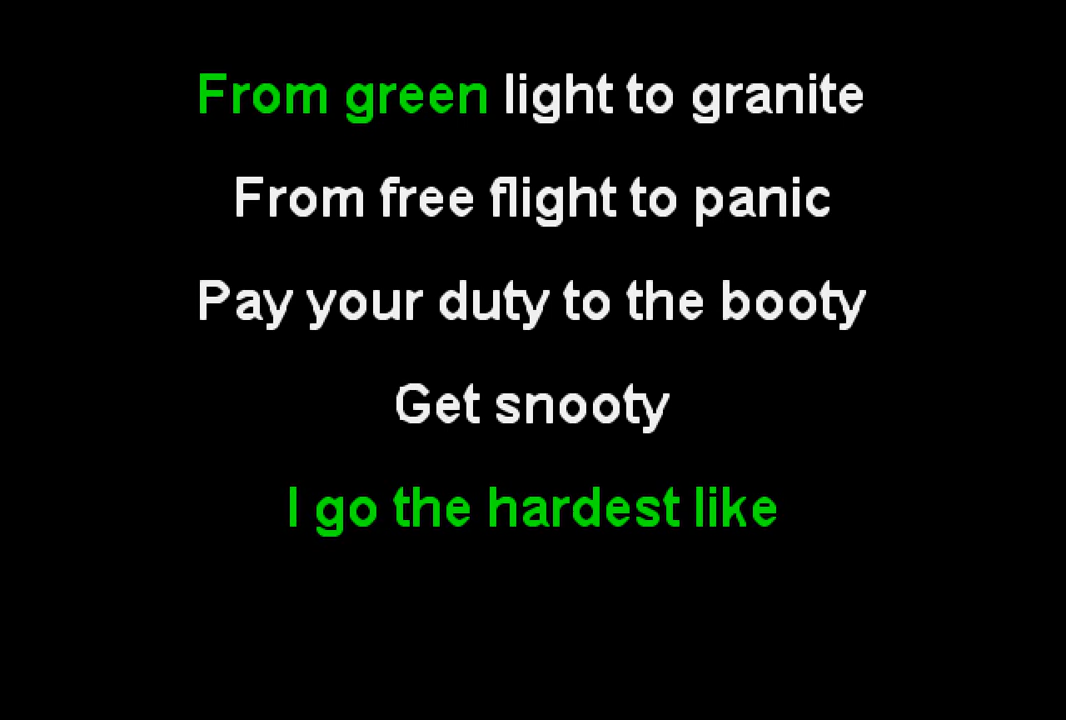 From green light to granite
From free flight to panic
Pay your duty to the booty
Get snooty
I go the hardest like